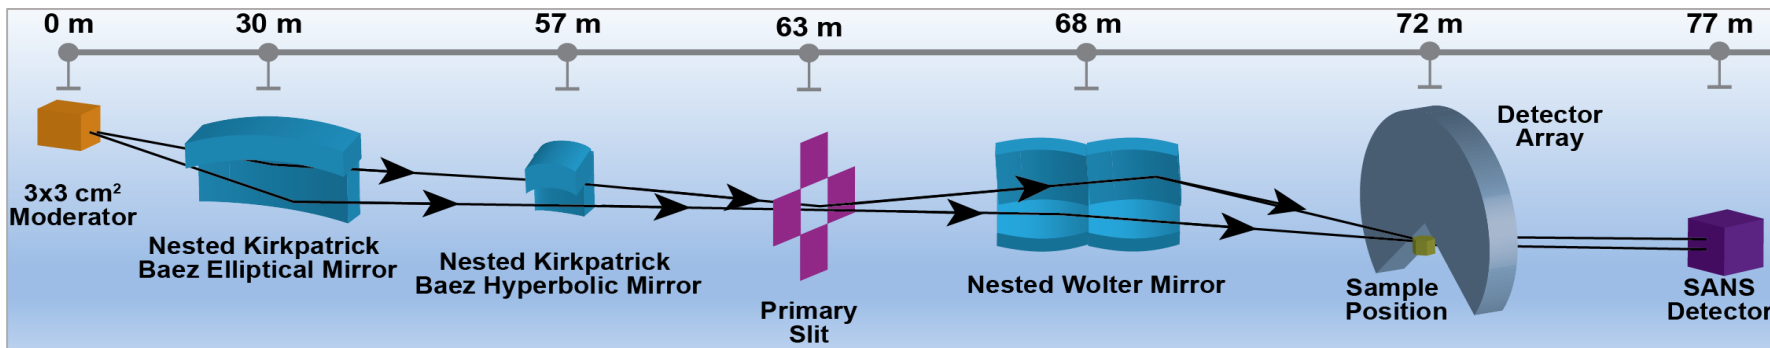 0 m
30 m
57 m
63 m
68 m
72 m
77 m
3x3 cm²
Moderator
Nested Kirkpatrick
Baez Elliptical Mirror
Nested Kirkpatrick
Baez Hyperbolic Mirror
Primary
Slit
Nested Wolter Mirror
Detector
Array
Sample
Position
SANS
Detector